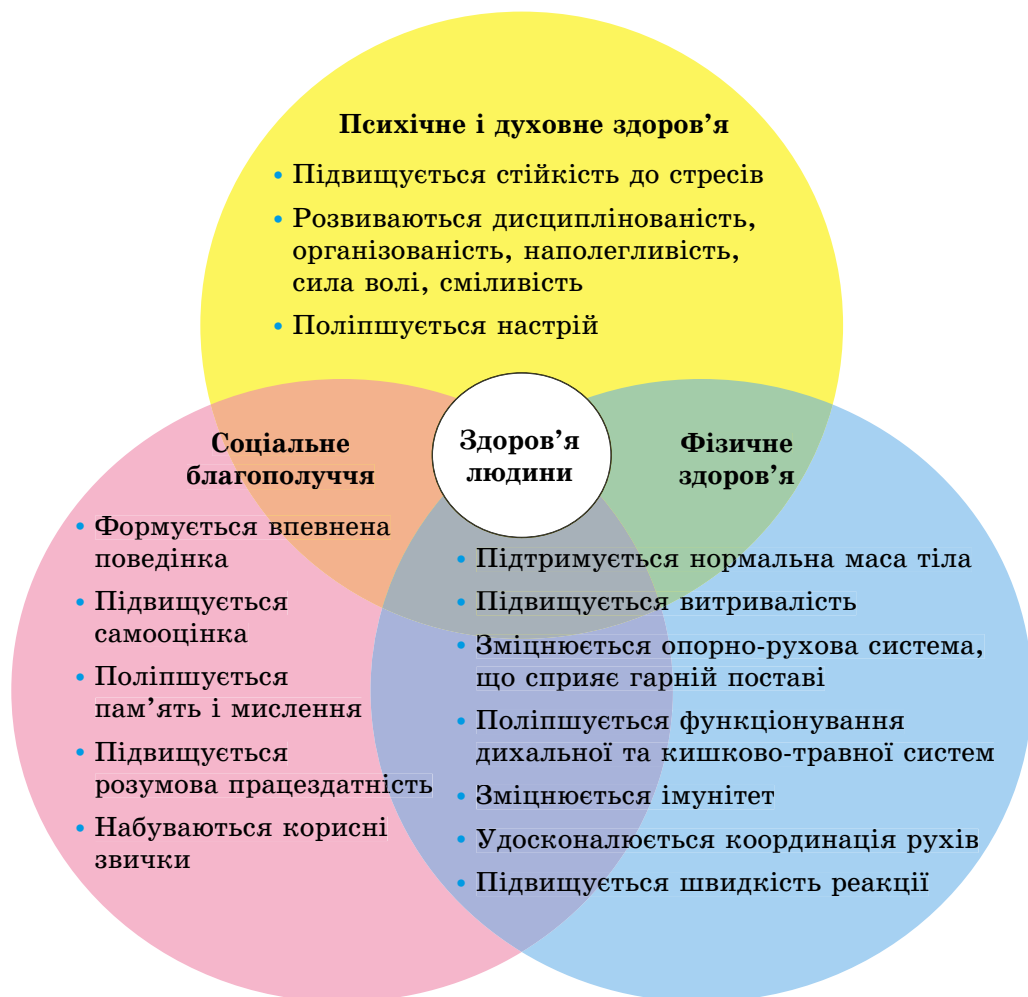 Психічне і духовне здоров’я
• Підвищується стійкість до стресів
• Розвиваються дисциплінованість,
організованість, наполегливість,
сила волі, сміливість
• Поліпшується настрій
Здоров’я
людини
Соціальне
благополуччя
• Формується впевнена
поведінка
• Підвищується
самооцінка
• Поліпшується
пам’ять і мислення
• Підвищується
розумова працездатність
• Набуваються корисні
звички
Фізичне
здоров’я
• Підтримується нормальна маса тіла
• Підвищується витривалість
• Зміцнюється опорно-рухова система,
що сприяє гарній поставі
• Поліпшується функціонування
дихальної та кишково-травної систем
• Зміцнюється імунітет
• Удосконалюється координація рухів
• Підвищується швидкість реакції